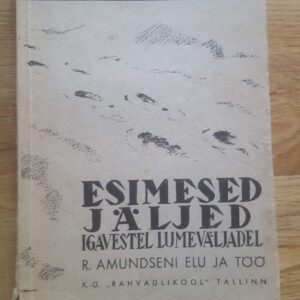 ESIMESED
JÄLJED
IGAVESTEL LUMEVÄLJADEL
R. AMUNDSENI ELU JA TÖÖ
K.-Ü. „RAHVAÜLIKOOL" TALLINN